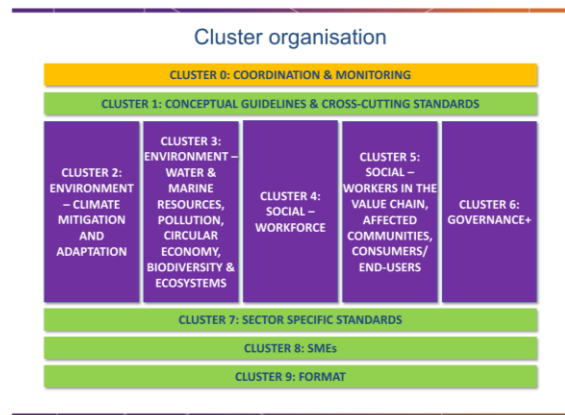 Cluster organisation
CLUSTER 0: COORDINATION & MONITORING
CLUSTER 1: CONCEPTUAL GUIDELINES & CROSS-CUTTING STANDARDS
CLUSTER 2:
ENVIRONMENT
– CLIMATE
MITIGATION
AND
ADAPTATION
CLUSTER 3:
ENVIRONMENT –
WATER &
MARINE
RESOURCES,
POLLUTION,
CIRCULAR
ECONOMY,
BIODIVERSITY &
ECOSYSTEMS
CLUSTER 4:
SOCIAL –
WORKFORCE
CLUSTER 5:
SOCIAL –
WORKERS IN THE
VALUE CHAIN,
AFFECTED
COMMUNITIES,
CONSUMERS/
END-USERS
CLUSTER 6:
GOVERNANCE+
CLUSTER 7: SECTOR SPECIFIC STANDARDS
CLUSTER 8: SMEs
CLUSTER 9: FORMAT